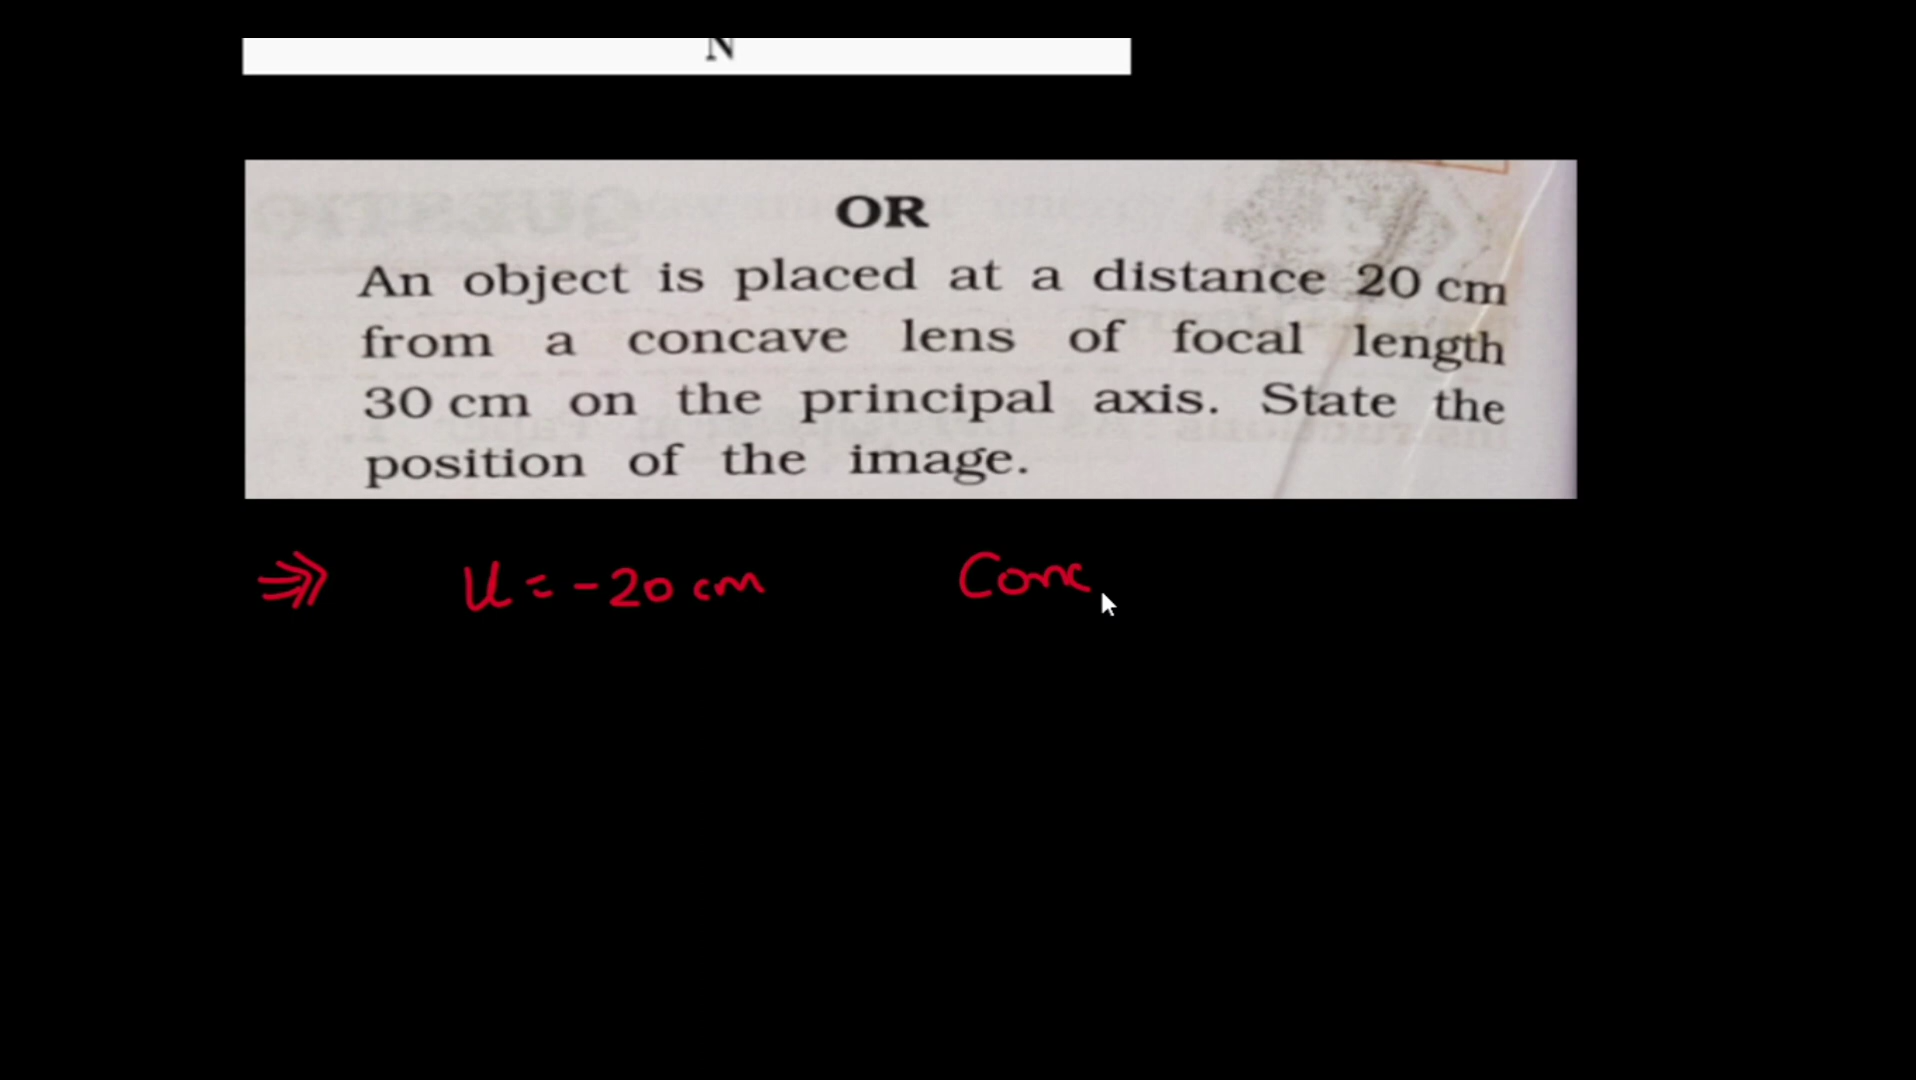 N
OR
An object is placed at a distance 20 cm
from a concave lens of focal length
30 cm on the principal axis. State the
position of the image.
⇒ u = -20 cm Conc